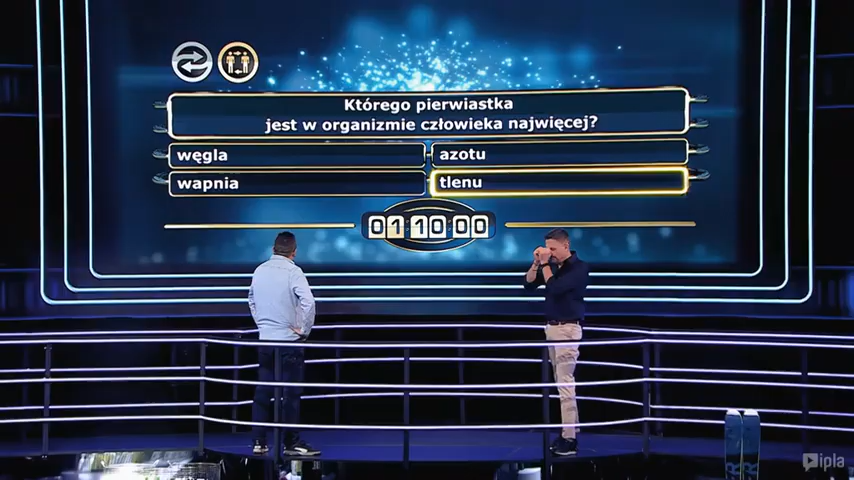 Którego pierwiastka
jest w organizmie człowieka najwięcej?
węgla
azotu
wapnia
tlenu
01 10 00
ipla